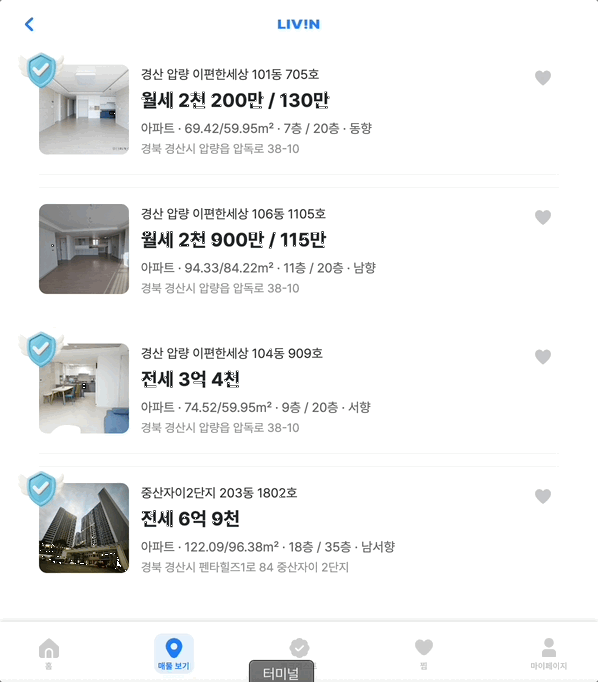 LIV!N
경산 압량 이편한세상 101동 705호
월세 2천 200만 / 130만
아파트 · 69.42/59.95m² · 7층 / 20층 · 동향
경북 경산시 압량읍 압독로 38-10
경산 압량 이편한세상 106동 1105호
월세 2천 900만 / 115만
아파트 · 94.33/84.22m² · 11층 / 20층 · 남향
경북 경산시 압량읍 압독로 38-10
경산 압량 이편한세상 104동 909호
전세 3억 4천
아파트 · 74.52/59.95m² · 9층 / 20층 · 서향
경북 경산시 압량읍 압독로 38-10
중산자이2단지 203동 1802호
전세 6억 9천
아파트 · 122.09/96.38m² · 18층 / 35층 · 남서향
경북 경산시 펜타힐즈1로 84 중산자이 2단지
홈
매물 보기
찜
마이페이지
터미널